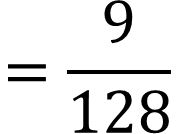 = 9/128